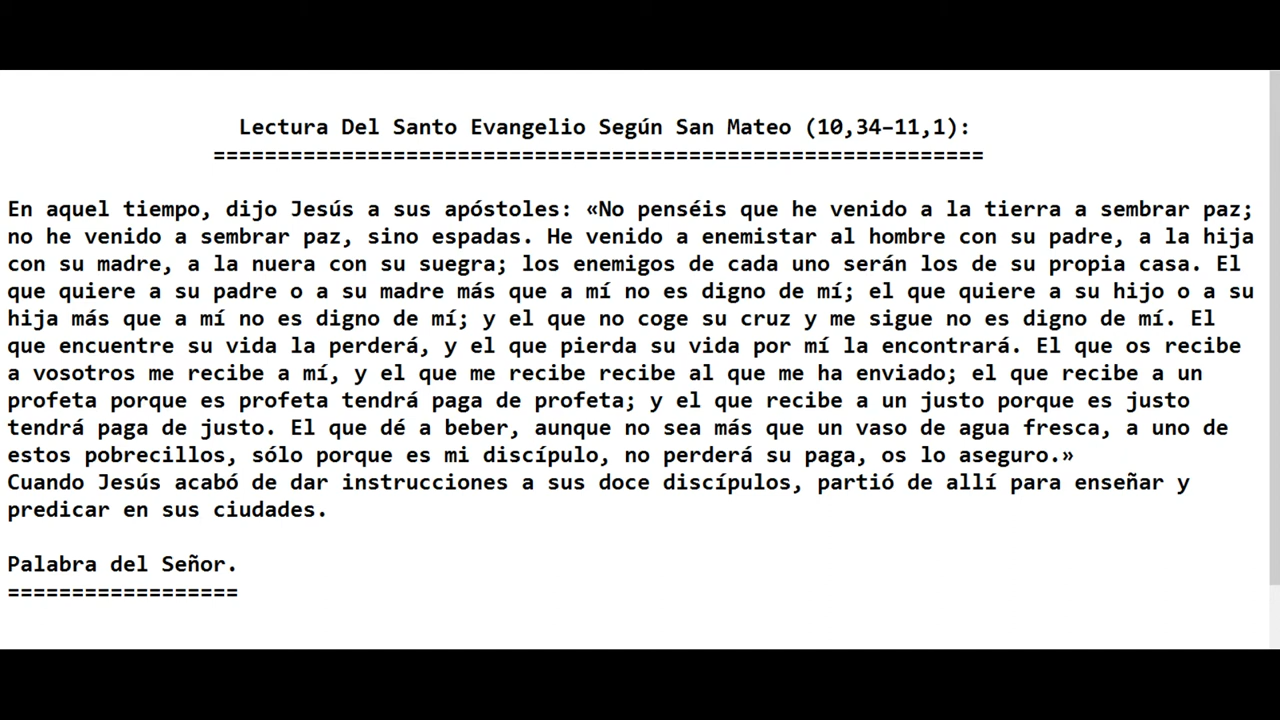 Lectura Del Santo Evangelio Según San Mateo (10,34–11,1):
============================================================
En aquel tiempo, dijo Jesús a sus apóstoles: «No penséis que he venido a la tierra a sembrar paz;
no he venido a sembrar paz, sino espadas. He venido a enemistar al hombre con su padre, a la hija
con su madre, a la nuera con su suegra; los enemigos de cada uno serán los de su propia casa. El
que quiere a su padre o a su madre más que a mí no es digno de mí; el que quiere a su hijo o a su
hija más que a mí no es digno de mí; y el que no coge su cruz y me sigue no es digno de mí. El
que encuentre su vida la perderá, y el que pierda su vida por mí la encontrará. El que os recibe
a vosotros me recibe a mí, y el que me recibe recibe al que me ha enviado; el que recibe a un
profeta porque es profeta tendrá paga de profeta; y el que recibe a un justo porque es justo
tendrá paga de justo. El que dé a beber, aunque no sea más que un vaso de agua fresca, a uno de
estos pobrecillos, sólo porque es mi discípulo, no perderá su paga, os lo aseguro.»
Cuando Jesús acabó de dar instrucciones a sus doce discípulos, partió de allí para enseñar y
predicar en sus ciudades.
Palabra del Señor.
==================